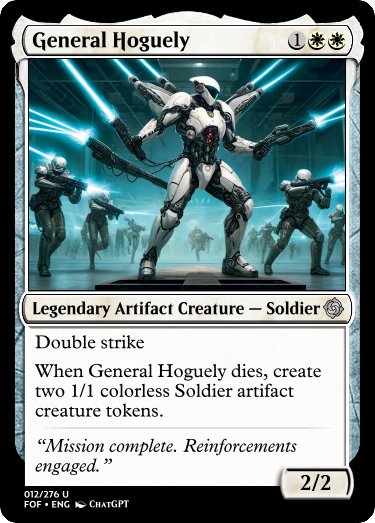 General Hoguely 1
Legendary Artifact Creature — Soldier
Double strike
When General Hoguely dies, create
two 1/1 colorless Soldier artifact
creature tokens.
“Mission complete. Reinforcements
engaged.”
2/2
012/276 U
FOF • ENG ChatGPT